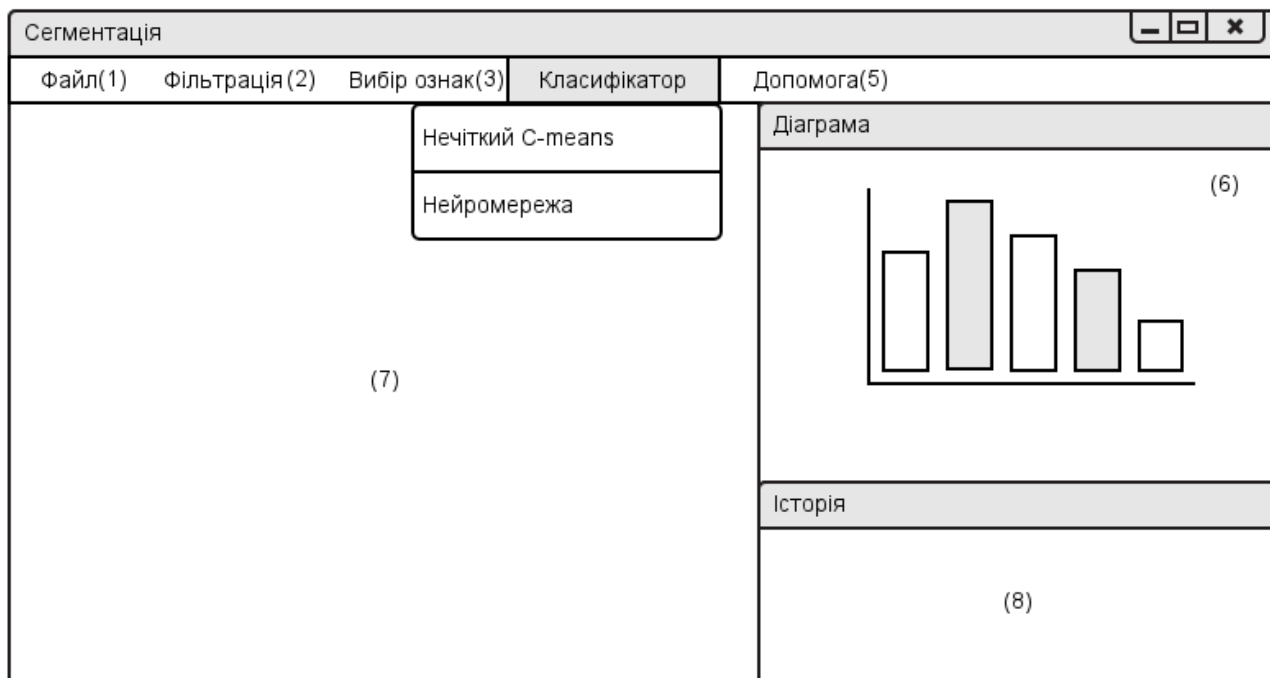 Сегментація
Файл(1) Фільтрація (2) Вибір ознак(3) Класифікатор Допомога(5)
Нечіткий C-means
Нейромережа
(7)
Діаграма
(6)
Історія
(8)